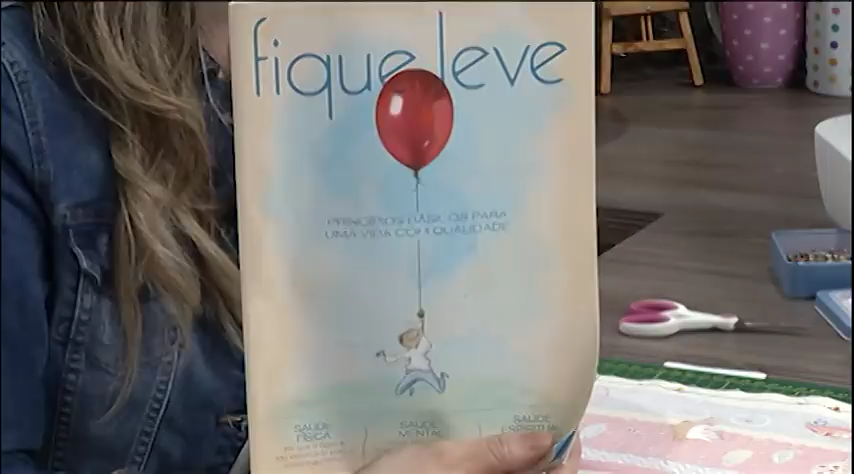 fique leve
PRINCÍPIOS BÁSICOS PARA
UMA VIDA COM QUALIDADE
SAÚDE
FÍSICA
SAÚDE
MENTAL
SAÚDE
ESPIRITUAL